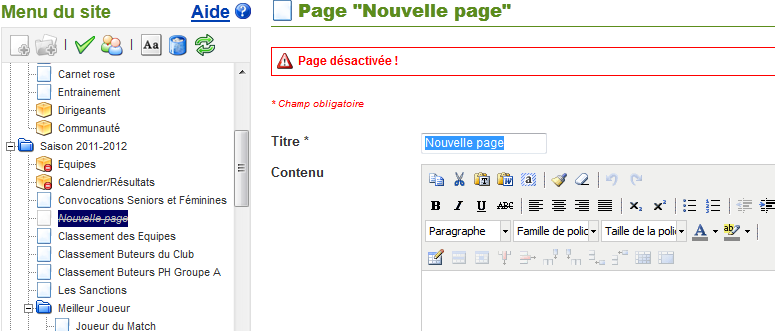 Menu du site
Aide ?
Aa
Carnet rose
Entrainement
Dirigeants
Communauté
Saison 2011-2012
Equipes
Calendrier/Résultats
Convocations Seniors et Féminines
Nouvelle page
Classement des Equipes
Classement Buteurs du Club
Classement Buteurs PH Groupe A
Les Sanctions
Meilleur Joueur
Joueur du Match
Page "Nouvelle page"
Page désactivée !
* Champ obligatoire
Titre *
Nouvelle page
Contenu
B I U ABC
Paragraphe Famille de polic Taille de la polic A ab